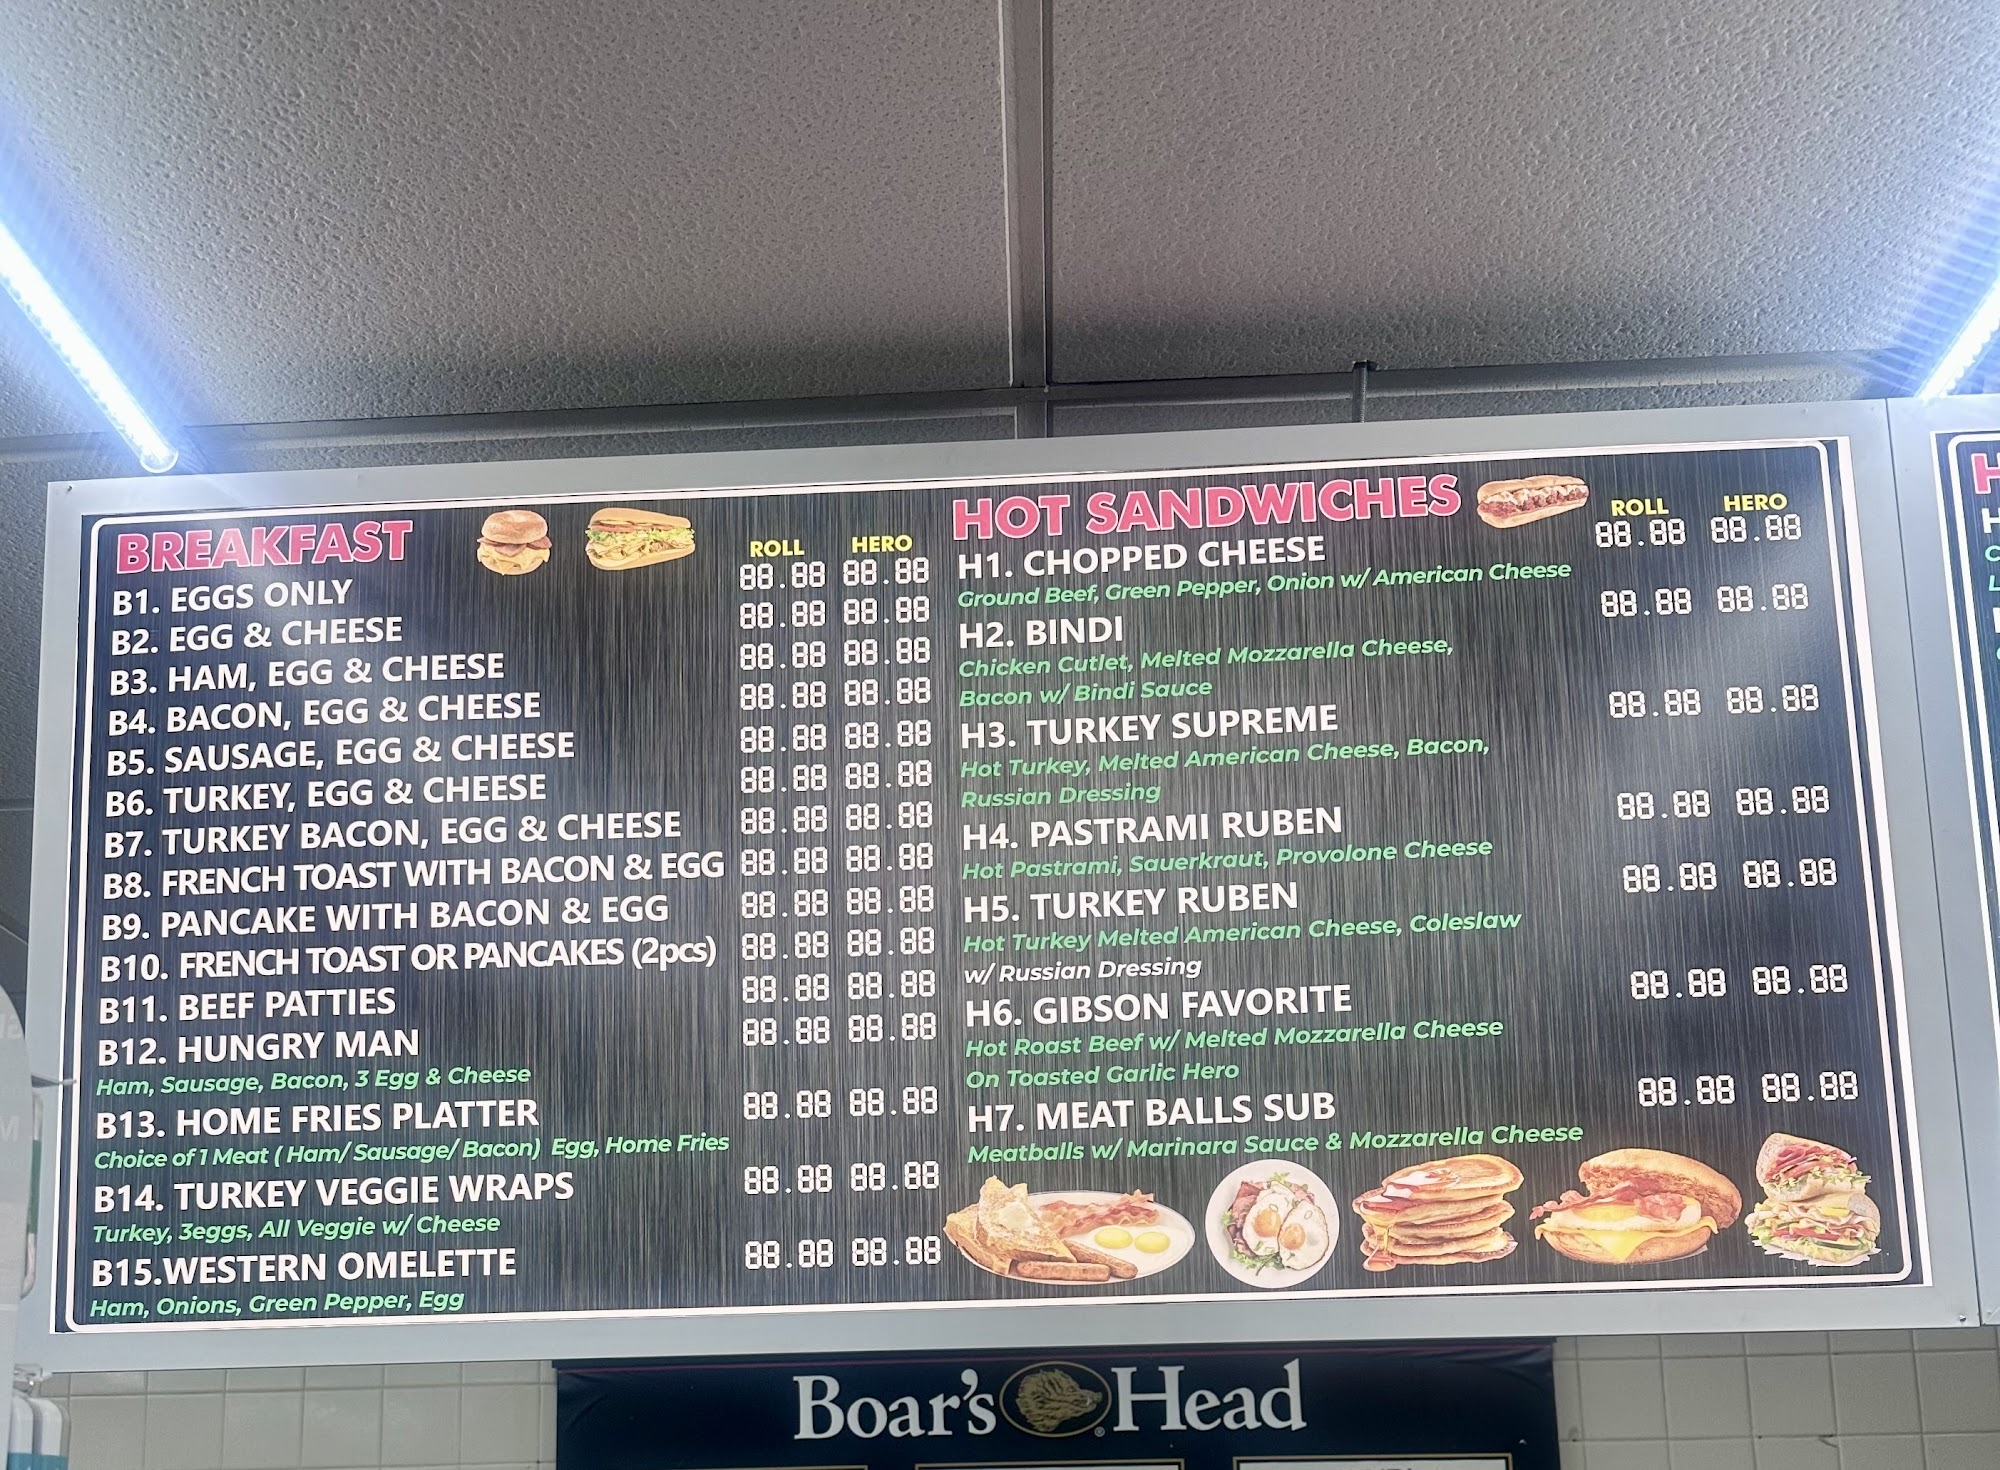 BREAKFAST
ROLL HERO
B1. EGGS ONLY 88.88 88.88
B2. EGG & CHEESE 88.88 88.88
B3. HAM, EGG & CHEESE 88.88 88.88
B4. BACON, EGG & CHEESE 88.88 88.88
B5. SAUSAGE, EGG & CHEESE 88.88 88.88
B6. TURKEY, EGG & CHEESE 88.88 88.88
B7. TURKEY BACON, EGG & CHEESE 88.88 88.88
B8. FRENCH TOAST WITH BACON & EGG 88.88 88.88
B9. PANCAKE WITH BACON & EGG 88.88 88.88
B10. FRENCH TOAST OR PANCAKES (2pcs) 88.88 88.88
B11. BEEF PATTIES 88.88 88.88
B12. HUNGRY MAN 88.88 88.88
Ham, Sausage, Bacon, 3 Egg & Cheese
B13. HOME FRIES PLATTER 88.88 88.88
Choice of 1 Meat ( Ham/ Sausage/ Bacon) Egg, Home Fries
B14. TURKEY VEGGIE WRAPS 88.88 88.88
Turkey, 3eggs, All Veggie w/ Cheese
B15.WESTERN OMELETTE 88.88 88.88
Ham, Onions, Green Pepper, Egg
HOT SANDWICHES
ROLL HERO
H1. CHOPPED CHEESE 88.88 88.88
Ground Beef, Green Pepper, Onion w/ American Cheese
H2. BINDI 88.88 88.88
Chicken Cutlet, Melted Mozzarella Cheese,
Bacon w/ Bindi Sauce
H3. TURKEY SUPREME 88.88 88.88
Hot Turkey, Melted American Cheese, Bacon,
Russian Dressing
H4. PASTRAMI RUBEN 88.88 88.88
Hot Pastrami, Sauerkraut, Provolone Cheese
H5. TURKEY RUBEN 88.88 88.88
Hot Turkey Melted American Cheese, Coleslaw
w/ Russian Dressing
H6. GIBSON FAVORITE 88.88 88.88
Hot Roast Beef w/ Melted Mozzarella Cheese
On Toasted Garlic Hero
H7. MEAT BALLS SUB 88.88 88.88
Meatballs w/ Marinara Sauce & Mozzarella Cheese
Boar's Head